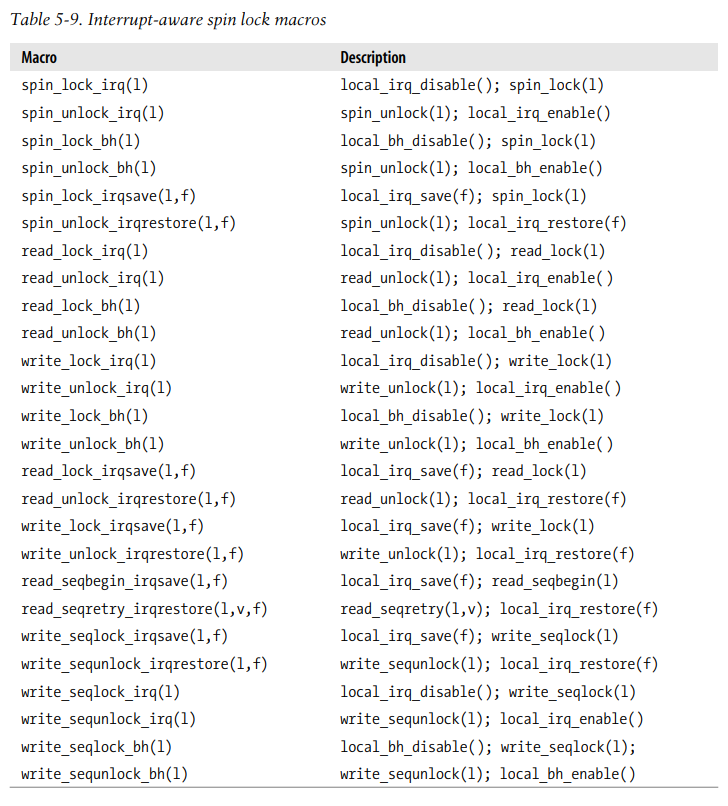 Table 5-9. Interrupt-aware spin lock macros
Macro Description
spin_lock_irq(l) local_irq_disable(); spin_lock(l)
spin_unlock_irq(l) spin_unlock(l); local_irq_enable()
spin_lock_bh(l) local_bh_disable(); spin_lock(l)
spin_unlock_bh(l) spin_unlock(l); local_bh_enable()
spin_lock_irqsave(l,f) local_irq_save(f); spin_lock(l)
spin_unlock_irqrestore(l,f) spin_unlock(l); local_irq_restore(f)
read_lock_irq(l) local_irq_disable( ); read_lock(l)
read_unlock_irq(l) read_unlock(l); local_irq_enable( )
read_lock_bh(l) local_bh_disable( ); read_lock(l)
read_unlock_bh(l) read_unlock(l); local_bh_enable( )
write_lock_irq(l) local_irq_disable(); write_lock(l)
write_unlock_irq(l) write_unlock(l); local_irq_enable( )
write_lock_bh(l) local_bh_disable(); write_lock(l)
write_unlock_bh(l) write_unlock(l); local_bh_enable( )
read_lock_irqsave(l,f) local_irq_save(f); read_lock(l)
read_unlock_irqrestore(l,f) read_unlock(l); local_irq_restore(f)
write_lock_irqsave(l,f) local_irq_save(f); write_lock(l)
write_unlock_irqrestore(l,f) write_unlock(l); local_irq_restore(f)
read_seqbegin_irqsave(l,f) local_irq_save(f); read_seqbegin(l)
read_seqretry_irqrestore(l,v,f) read_seqretry(l,v); local_irq_restore(f)
write_seqlock_irqsave(l,f) local_irq_save(f); write_seqlock(l)
write_sequnlock_irqrestore(l,f) write_sequnlock(l); local_irq_restore(f)
write_seqlock_irq(l) local_irq_disable(); write_seqlock(l)
write_sequnlock_irq(l) write_sequnlock(l); local_irq_enable()
write_seqlock_bh(l) local_bh_disable(); write_seqlock(l);
write_sequnlock_bh(l) write_sequnlock(l); local_bh_enable()